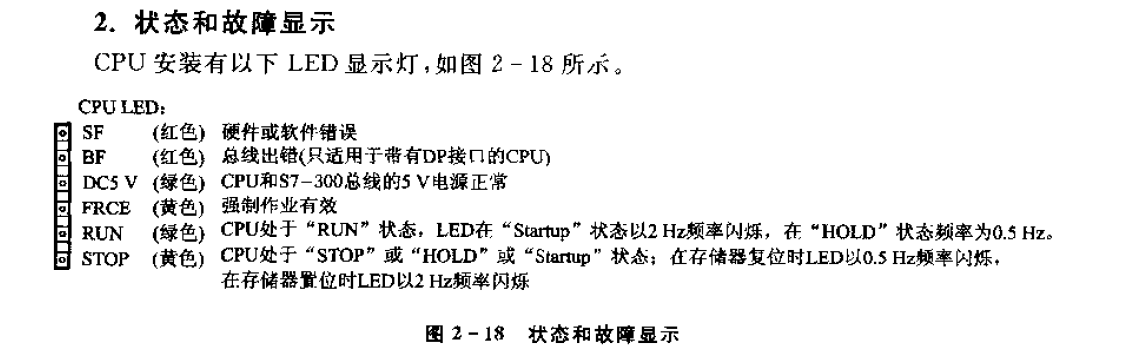 2. 状态和故障显示
CPU 安装有以下 LED 显示灯,如图 2-18 所示。
CPU LED:
SF (红色) 硬件或软件错误
BF (红色) 总线出错(只适用于带有DP接口的CPU)
DC5 V (绿色) CPU和S7-300总线的5 V电源正常
FRCE (黄色) 强制作业有效
RUN (绿色) CPU处于“RUN”状态，LED在“Startup”状态以2 Hz频率闪烁，在“HOLD”状态频率为0.5 Hz。
STOP (黄色) CPU处于“STOP”或“HOLD”或“Startup”状态；在存储器复位时LED以0.5 Hz频率闪烁，
在存储器置位时LED以2 Hz频率闪烁
图 2-18 状态和故障显示